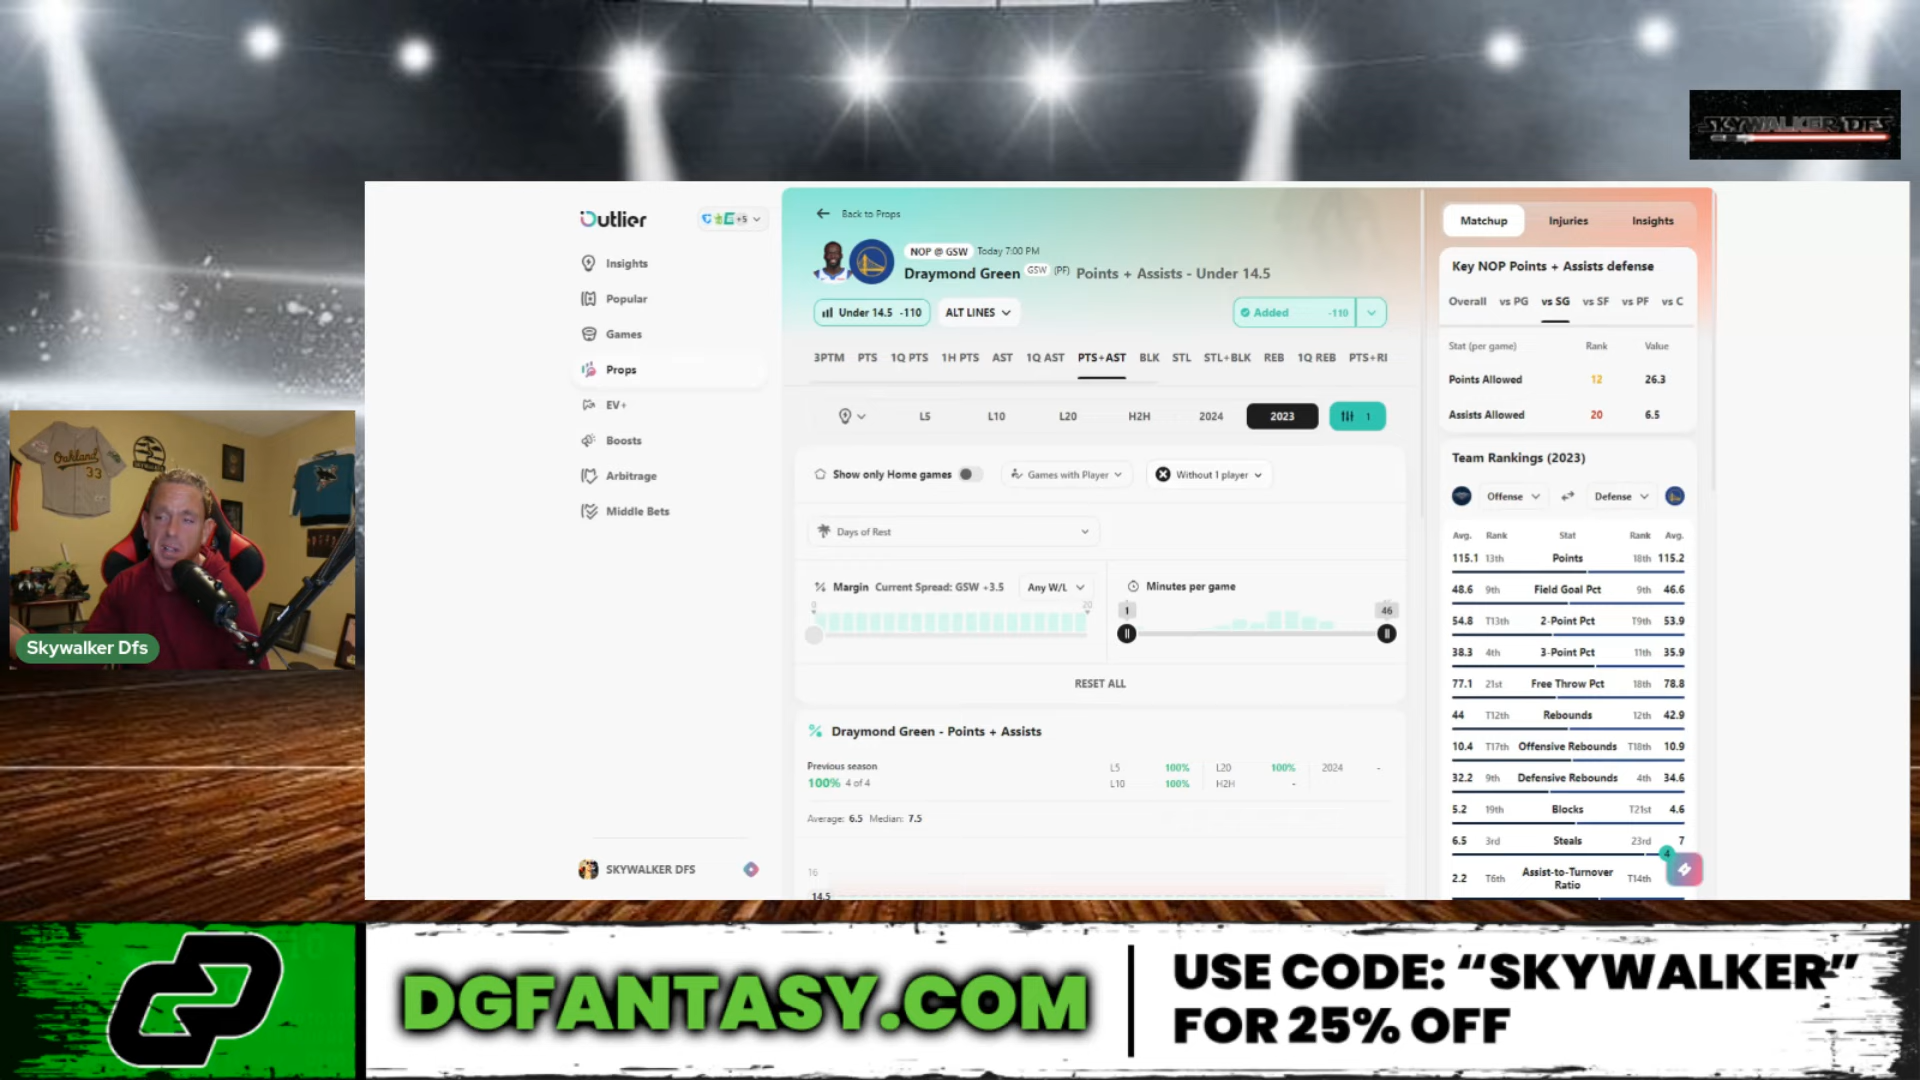 SKYWALKER DFS
Outlier
+5
Insights
Popular
Games
Props
EV+
Boosts
Arbitrage
Middle Bets
SKYWALKER DFS
Back to Props
NOP @ GSW Today 7:00 PM
Draymond Green GSW (PF) Points + Assists - Under 14.5
Under 14.5 -110 ALT LINES
Added -110
3PTM PTS 1Q PTS 1H PTS AST 1Q AST PTS+AST BLK STL STL+BLK REB 1Q REB PTS+RI
L5 L10 L20 H2H 2024 2023 1
Show only Home games Games with Player Without 1 player
Days of Rest
Margin Current Spread: GSW +3.5 Any W/L
0 20
Minutes per game
1 46
RESET ALL
Draymond Green - Points + Assists
Previous season
100% 4 of 4
L5 100% L20 100% 2024 -
L10 100% H2H -
Average: 6.5 Median: 7.5
16
14.5
Matchup Injuries Insights
Key NOP Points + Assists defense
Overall vs PG vs SG vs SF vs PF vs C
Stat (per game) Rank Value
Points Allowed 12 26.3
Assists Allowed 20 6.5
Team Rankings (2023)
Offense Defense
Avg. Rank Stat Rank Avg.
115.1 13th Points 18th 115.2
48.6 9th Field Goal Pct 9th 46.6
54.8 T13th 2-Point Pct T9th 53.9
38.3 4th 3-Point Pct 11th 35.9
77.1 21st Free Throw Pct 18th 78.8
44 T12th Rebounds 12th 42.9
10.4 T17th Offensive Rebounds T18th 10.9
32.2 9th Defensive Rebounds 4th 34.6
5.2 19th Blocks T21st 4.6
6.5 3rd Steals 23rd 7
4
2.2 T6th Assist-to-Turnover Ratio T14th
Oakland
33
Skywalker Dfs
DGFANTASY.COM
USE CODE: “SKYWALKER”
FOR 25% OFF